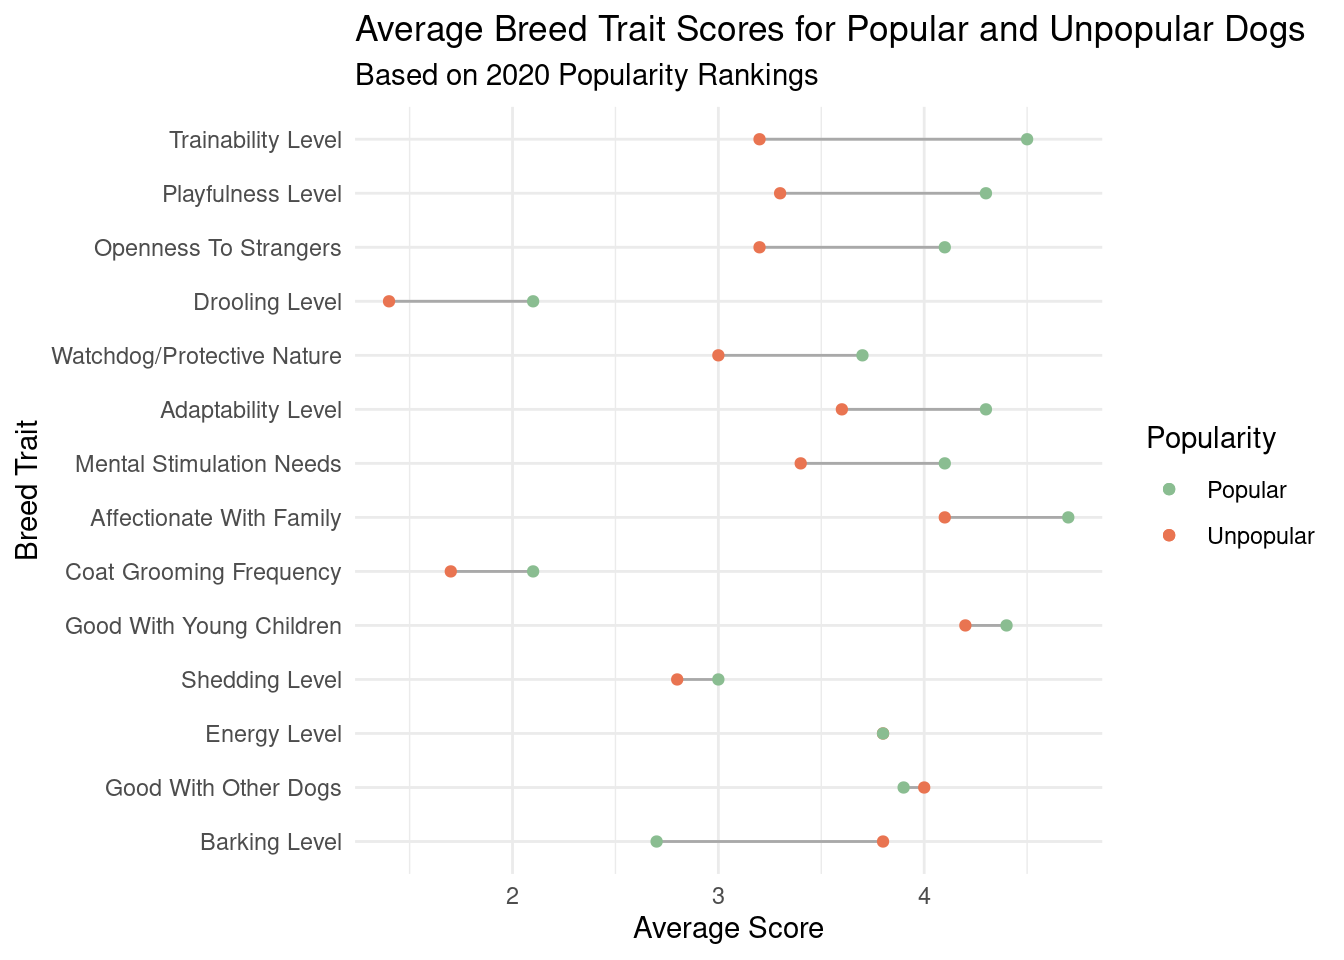 Average Breed Trait Scores for Popular and Unpopular Dogs
Based on 2020 Popularity Rankings
Trainability Level
Playfulness Level
Openness To Strangers
Drooling Level
Watchdog/Protective Nature
Adaptability Level
Mental Stimulation Needs
Affectionate With Family
Coat Grooming Frequency
Good With Young Children
Shedding Level
Energy Level
Good With Other Dogs
Barking Level
Breed Trait
2 3 4
Average Score
Popularity
Popular
Unpopular